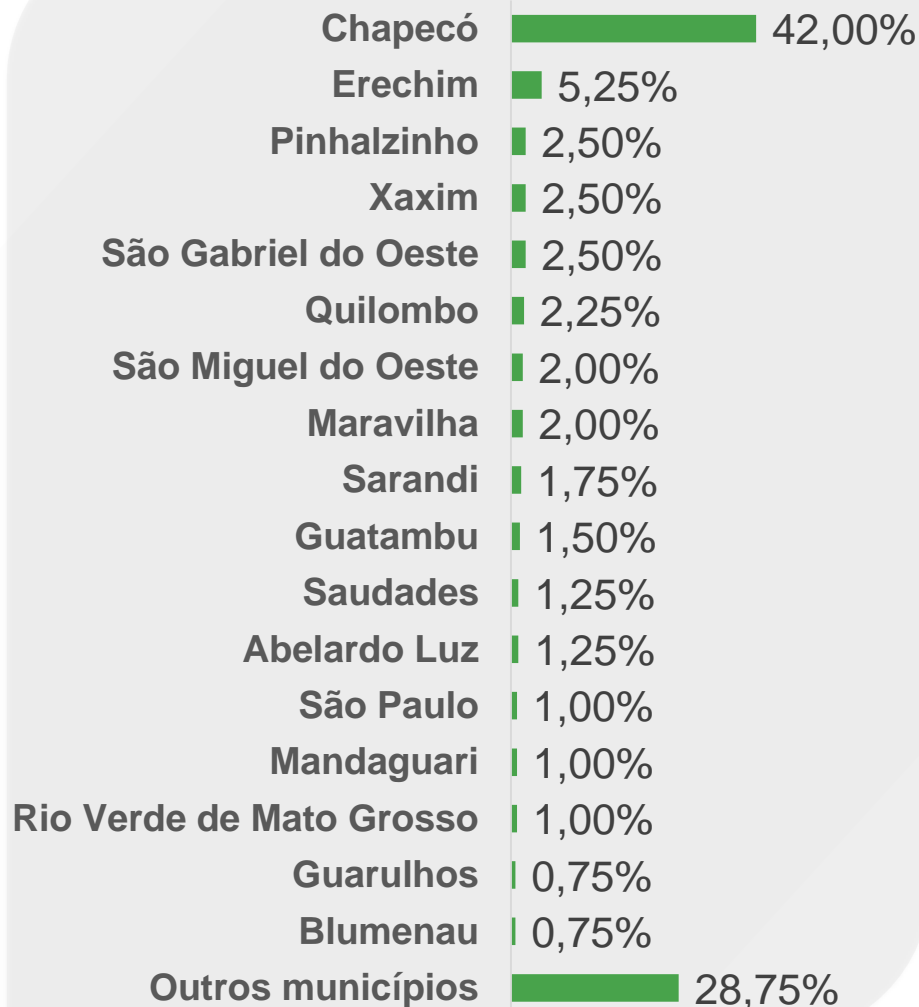 Chapecó 42,00%
Erechim 5,25%
Pinhalzinho 2,50%
Xaxim 2,50%
São Gabriel do Oeste 2,50%
Quilombo 2,25%
São Miguel do Oeste 2,00%
Maravilha 2,00%
Sarandi 1,75%
Guatambu 1,50%
Saudades 1,25%
Abelardo Luz 1,25%
São Paulo 1,00%
Mandaguari 1,00%
Rio Verde de Mato Grosso 1,00%
Guarulhos 0,75%
Blumenau 0,75%
Outros municípios 28,75%